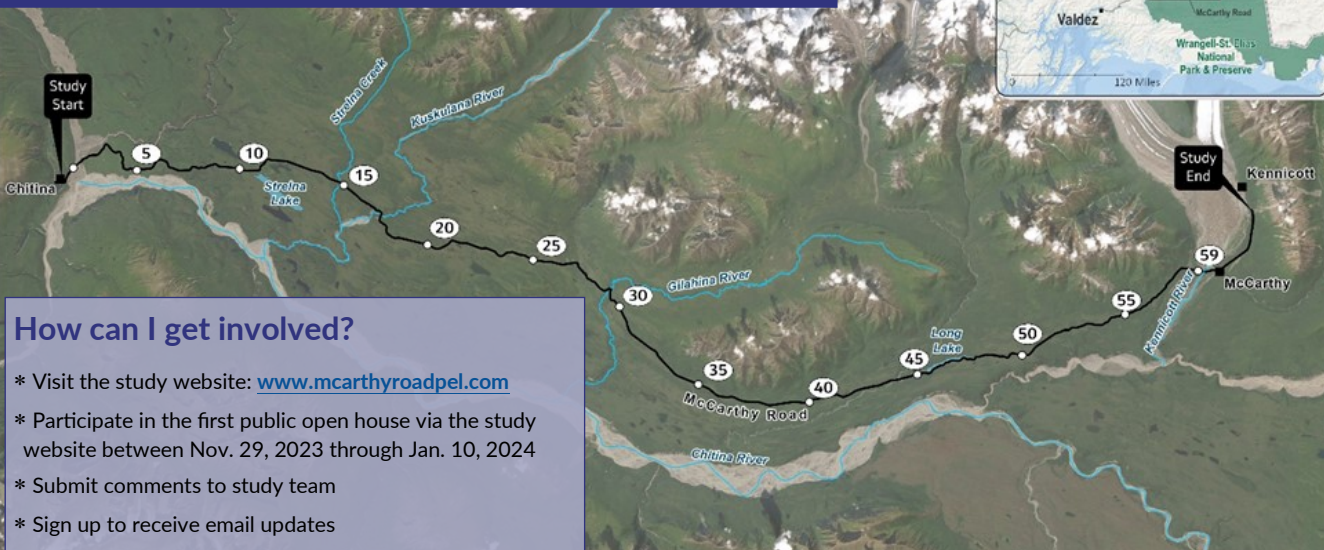 Valdez
McCarthy Road
Wrangell-St. Elias
National
Park & Preserve
0
120 Miles
Study
Start
Chitina
5
10
15
20
25
30
35
40
45
50
55
59
Strelna Creek
Kuskulana River
Strelna
Lake
Gilahina River
McCarthy Road
Long
Lake
Chitina River
Kennicott River
Study
End
Kennicott
McCarthy
How can I get involved?
* Visit the study website: www.mcarthyroadpel.com
* Participate in the first public open house via the study
website between Nov. 29, 2023 through Jan. 10, 2024
* Submit comments to study team
* Sign up to receive email updates